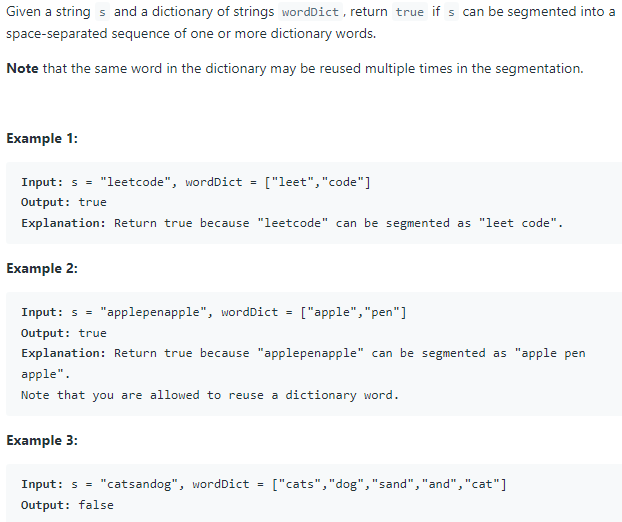 Given a string s and a dictionary of strings wordDict, return true if s can be segmented into a
space-separated sequence of one or more dictionary words.
Note that the same word in the dictionary may be reused multiple times in the segmentation.
Example 1:
Input: s = "leetcode", wordDict = ["leet","code"]
Output: true
Explanation: Return true because "leetcode" can be segmented as "leet code".
Example 2:
Input: s = "applepenapple", wordDict = ["apple","pen"]
Output: true
Explanation: Return true because "applepenapple" can be segmented as "apple pen
apple".
Note that you are allowed to reuse a dictionary word.
Example 3:
Input: s = "catsandog", wordDict = ["cats","dog","sand","and","cat"]
Output: false